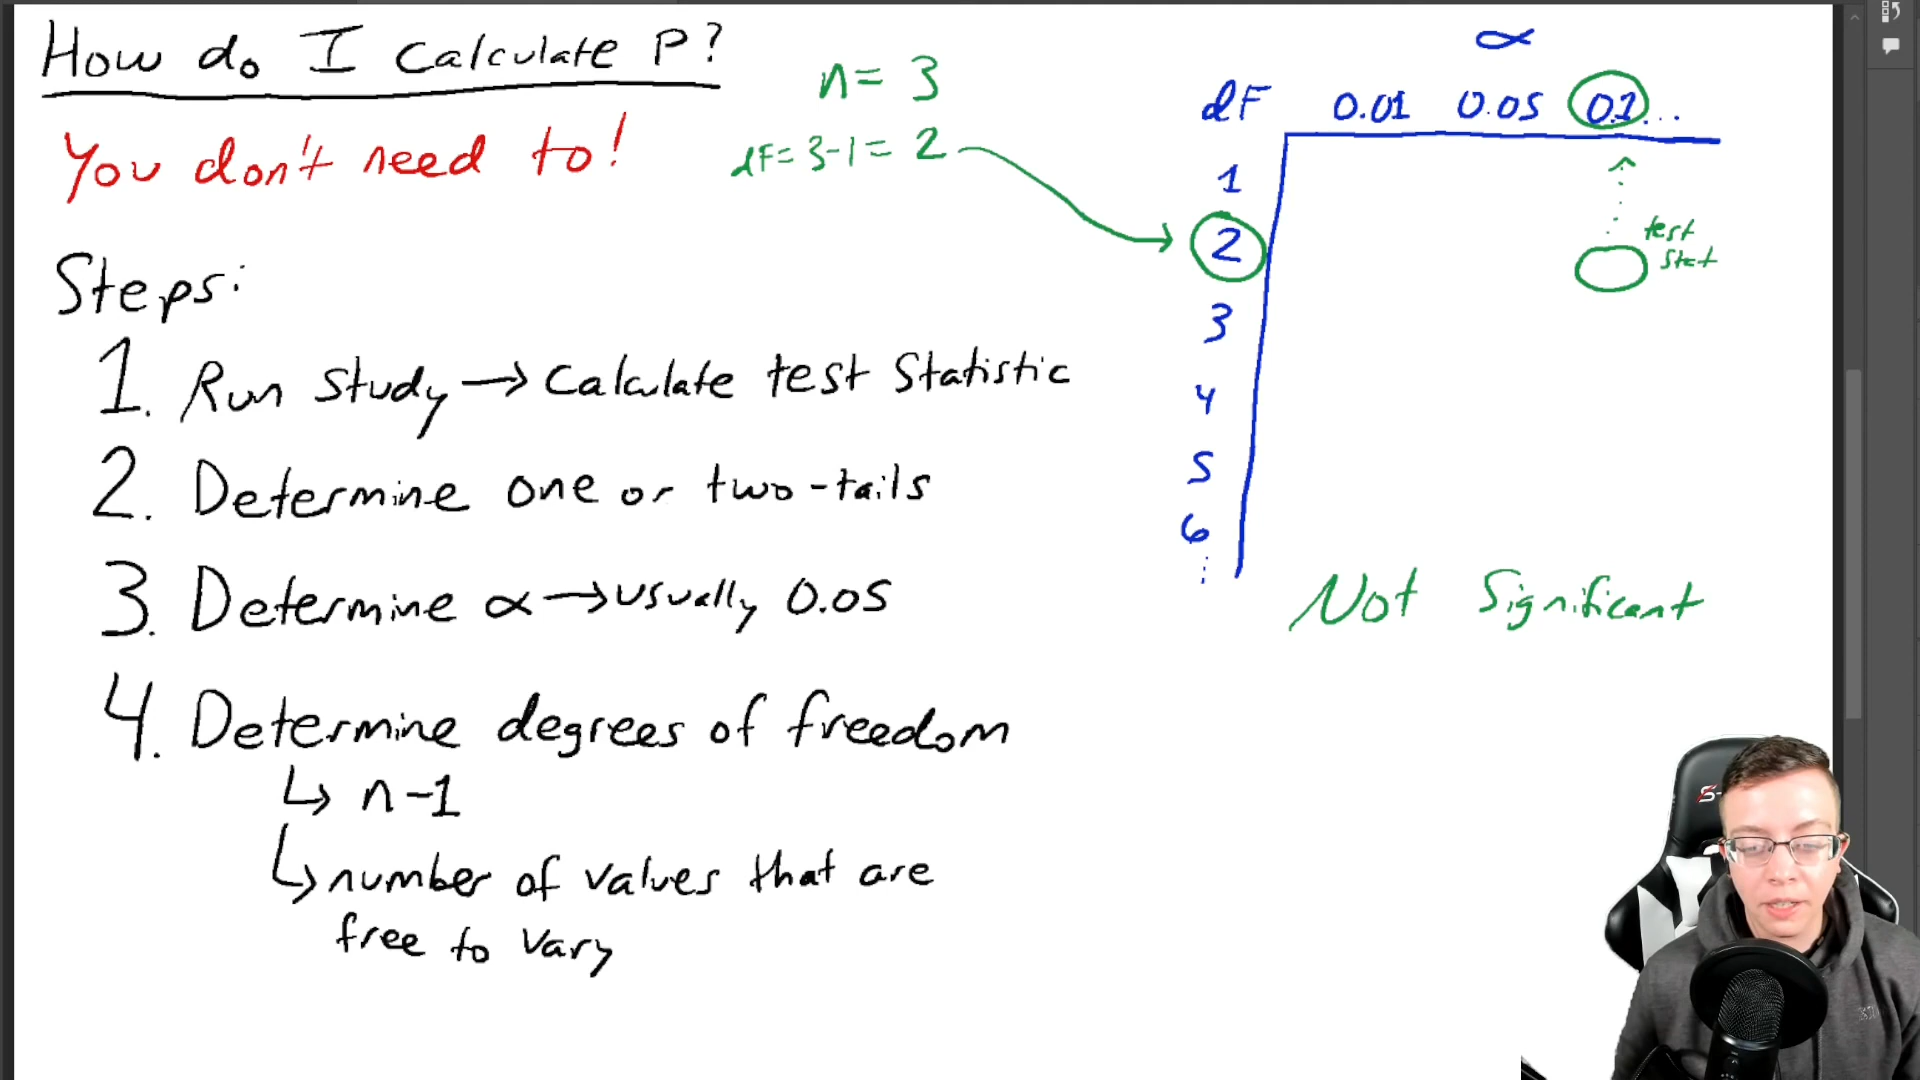 How do I calculate P?
You don't need to!
Steps:
1. Run study → calculate test statistic
2. Determine one or two-tails
3. Determine α → usually 0.05
4. Determine degrees of freedom
↳ n-1
↳ number of values that are
free to vary
n= 3
dF= 3-1= 2
α
dF 0.01 0.05 0.1...
1
2
3
4
5
6
⋮
test
stat
Not Significant